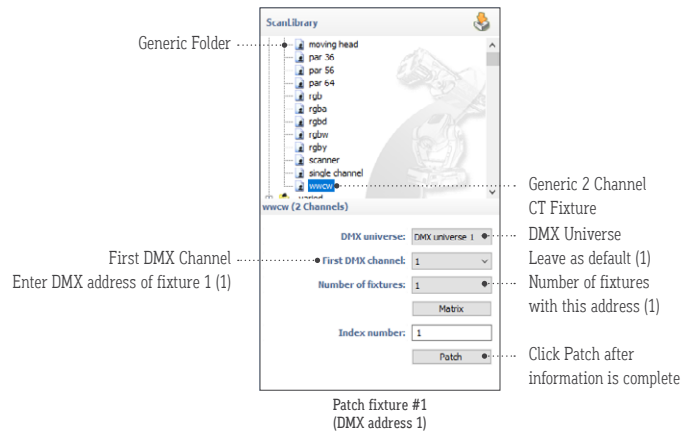 ScanLibrary
Generic Folder
moving head
par 36
par 56
par 64
rgb
rgba
rgbd
rgbw
rgby
scanner
single channel
wwcw
varied
Generic 2 Channel
CT Fixture
wwcw (2 Channels)
DMX universe: DMX universe 1
DMX Universe
Leave as default (1)
First DMX Channel
Enter DMX address of fixture 1 (1)
First DMX channel: 1
Number of fixtures: 1
Number of fixtures
with this address (1)
Matrix
Index number: 1
Patch
Click Patch after
information is complete
Patch fixture #1
(DMX address 1)